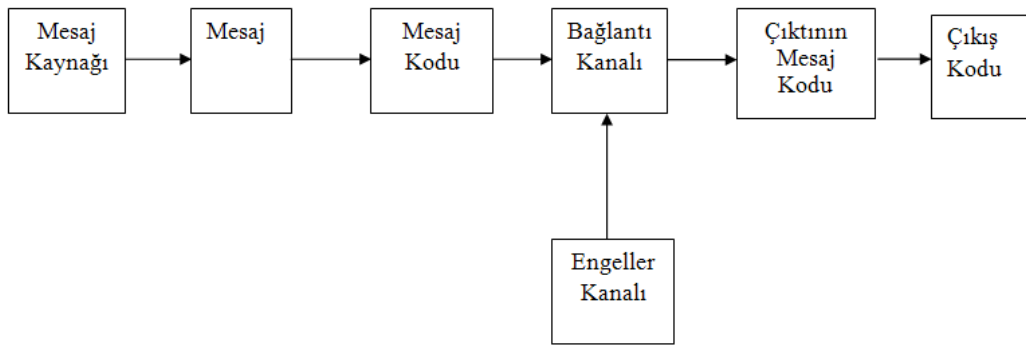 Mesaj
Kaynağı
Mesaj
Mesaj
Kodu
Bağlantı
Kanalı
Çıktının
Mesaj
Kodu
Çıkış
Kodu
Engeller
Kanalı